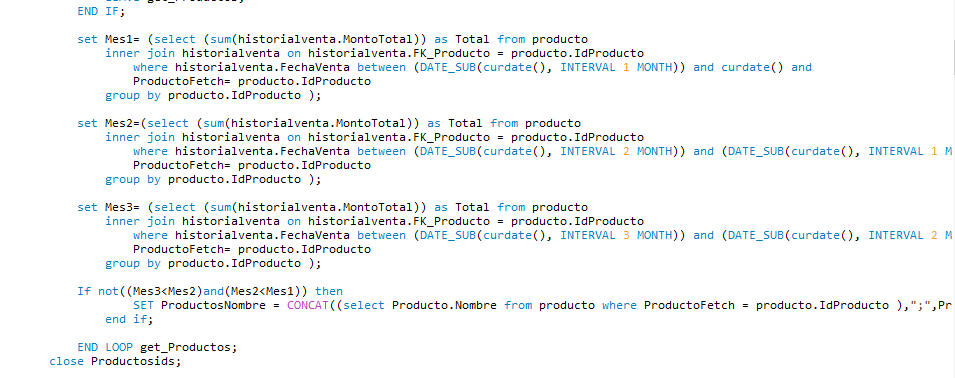 END IF;
set Mes1= (select (sum(historialventa.MontoTotal)) as Total from producto
inner join historialventa on historialventa.FK_Producto = producto.IdProducto
where historialventa.FechaVenta between (DATE_SUB(curdate(), INTERVAL 1 MONTH)) and curdate() and
ProductoFetch= producto.IdProducto
group by producto.IdProducto );
set Mes2=(select (sum(historialventa.MontoTotal)) as Total from producto
inner join historialventa on historialventa.FK_Producto = producto.IdProducto
where historialventa.FechaVenta between (DATE_SUB(curdate(), INTERVAL 2 MONTH)) and (DATE_SUB(curdate(), INTERVAL 1 M
ProductoFetch= producto.IdProducto
group by producto.IdProducto );
set Mes3= (select (sum(historialventa.MontoTotal)) as Total from producto
inner join historialventa on historialventa.FK_Producto = producto.IdProducto
where historialventa.FechaVenta between (DATE_SUB(curdate(), INTERVAL 3 MONTH)) and (DATE_SUB(curdate(), INTERVAL 2 M
ProductoFetch= producto.IdProducto
group by producto.IdProducto );
If not((Mes3<Mes2)and(Mes2<Mes1)) then
SET ProductosNombre = CONCAT((select Producto.Nombre from producto where ProductoFetch = producto.IdProducto ),";",Pr
end if;
END LOOP get_Productos;
close Productosids;